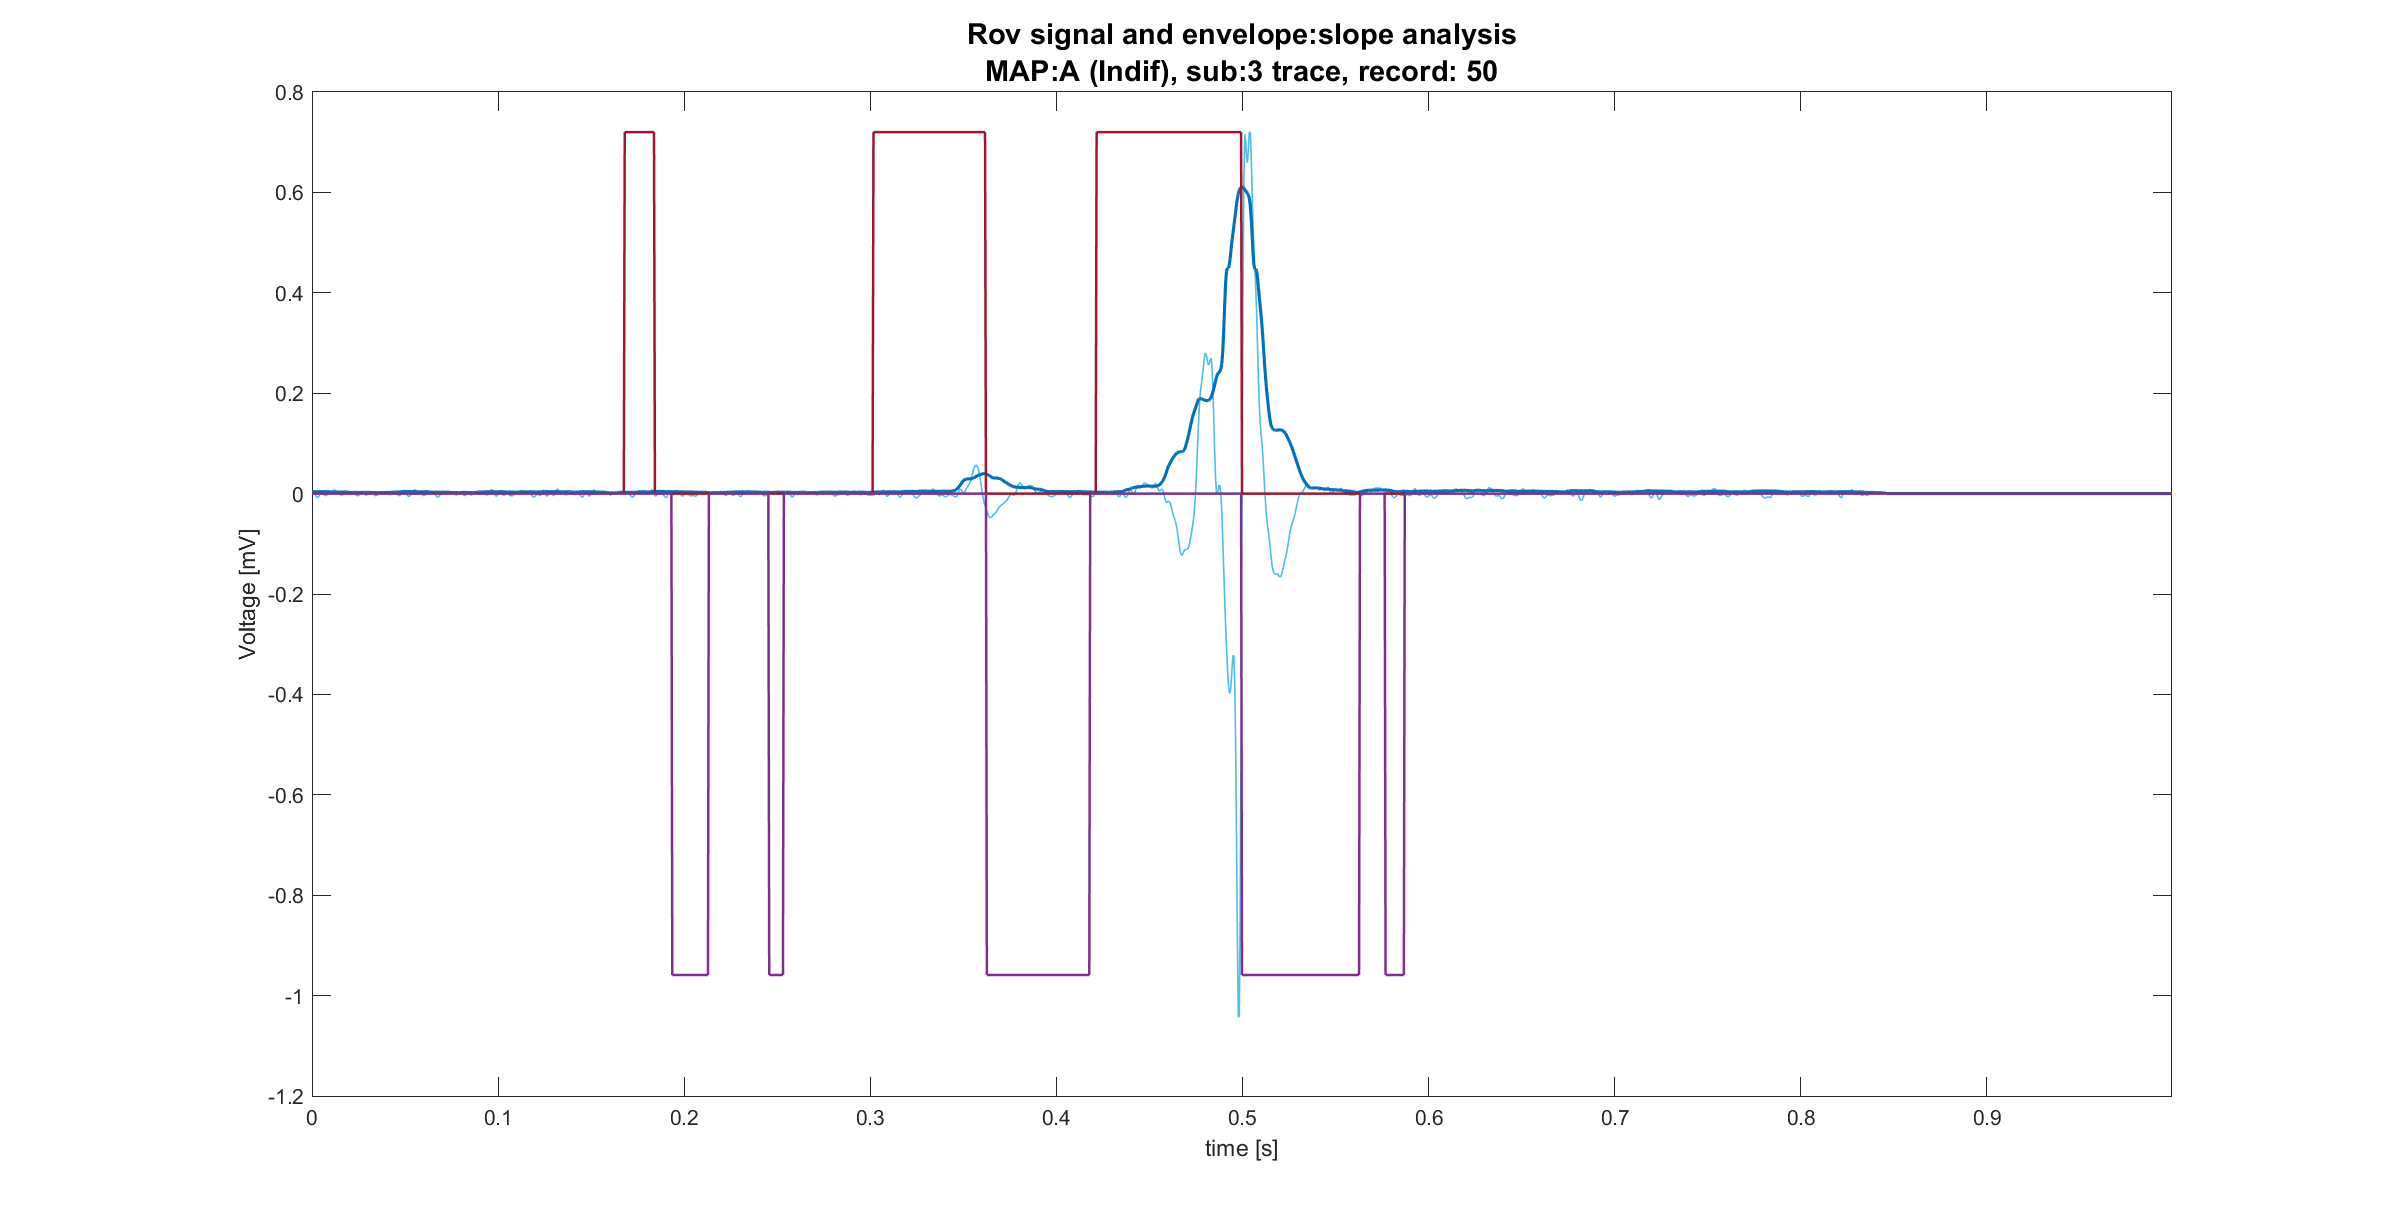 Rov signal and envelope:slope analysis
MAP:A (Indif), sub:3 trace, record: 50
0.8
0.6
0.4
0.2
0
-0.2
-0.4
-0.6
-0.8
-1
-1.2
Voltage [mV]
0 0.1 0.2 0.3 0.4 0.5 0.6 0.7 0.8 0.9
time [s]